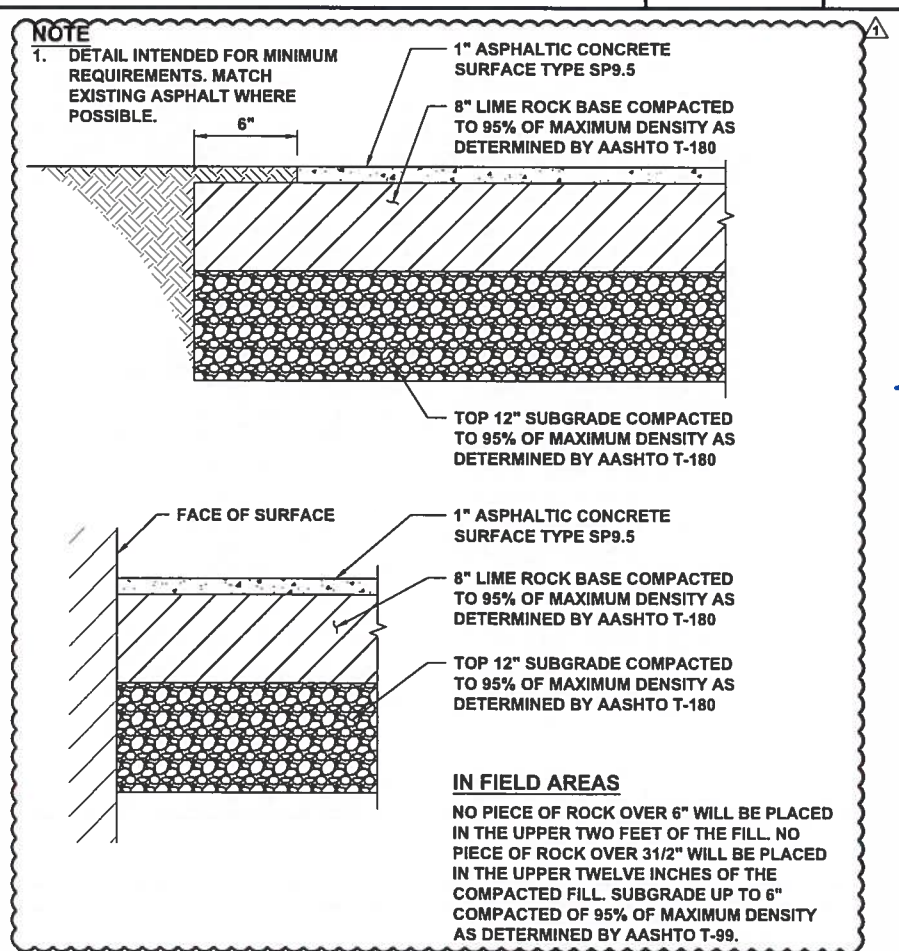 NOTE
1. DETAIL INTENDED FOR MINIMUM
REQUIREMENTS. MATCH
EXISTING ASPHALT WHERE
POSSIBLE.
6"
1" ASPHALTIC CONCRETE
SURFACE TYPE SP9.5
8" LIME ROCK BASE COMPACTED
TO 95% OF MAXIMUM DENSITY AS
DETERMINED BY AASHTO T-180
1
TOP 12" SUBGRADE COMPACTED
TO 95% OF MAXIMUM DENSITY AS
DETERMINED BY AASHTO T-180
FACE OF SURFACE
1" ASPHALTIC CONCRETE
SURFACE TYPE SP9.5
8" LIME ROCK BASE COMPACTED
TO 95% OF MAXIMUM DENSITY AS
DETERMINED BY AASHTO T-180
TOP 12" SUBGRADE COMPACTED
TO 95% OF MAXIMUM DENSITY AS
DETERMINED BY AASHTO T-180
IN FIELD AREAS
NO PIECE OF ROCK OVER 6" WILL BE PLACED
IN THE UPPER TWO FEET OF THE FILL. NO
PIECE OF ROCK OVER 31/2" WILL BE PLACED
IN THE UPPER TWELVE INCHES OF THE
COMPACTED FILL. SUBGRADE UP TO 6"
COMPACTED OF 95% OF MAXIMUM DENSITY
AS DETERMINED BY AASHTO T-99.